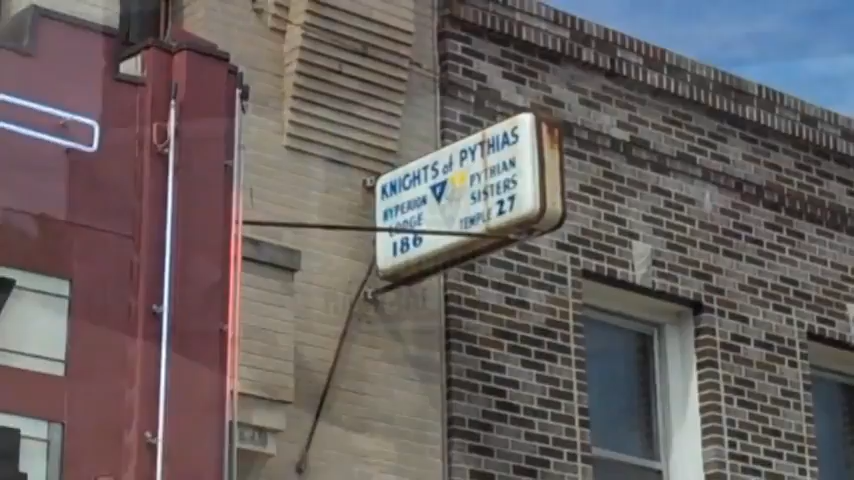 KNIGHTS of PYTHIAS
HYPERION
LODGE
186
PYTHIAN
SISTERS
TEMPLE 27